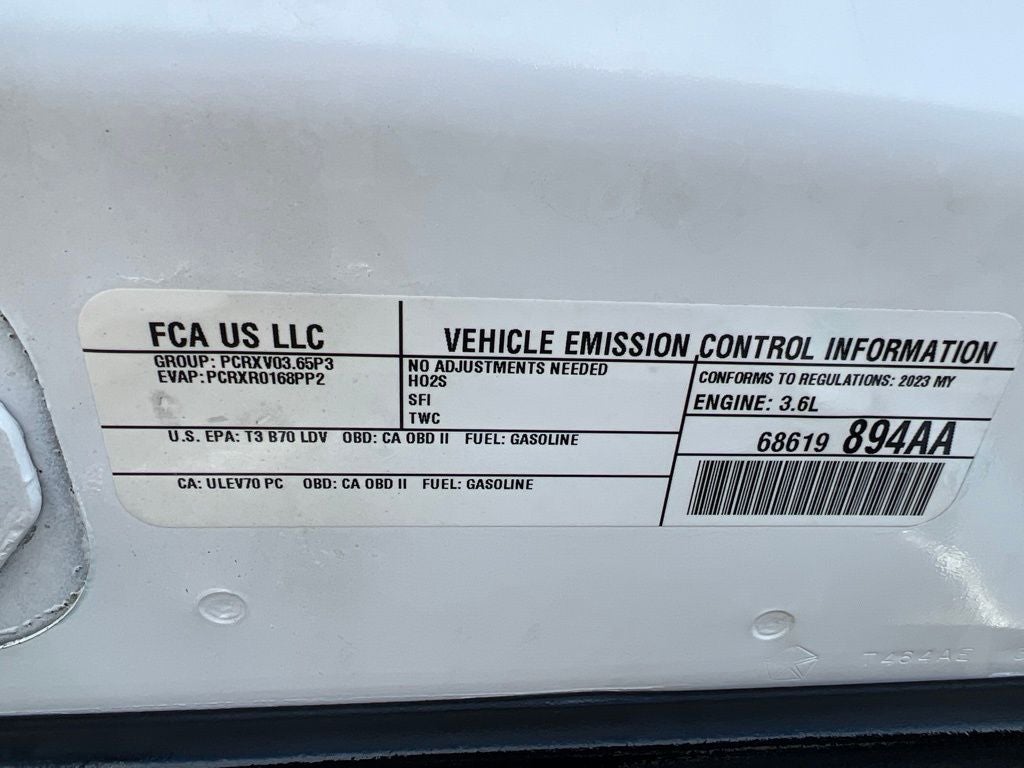 FCA US LLC
VEHICLE EMISSION CONTROL INFORMATION
GROUP: PCRXV03.65P3
EVAP: PCRXR0168PP2
NO ADJUSTMENTS NEEDED
HO2S
SFI
TWC
CONFORMS TO REGULATIONS: 2023 MY
ENGINE: 3.6L
68619 894AA
U.S. EPA: T3 B70 LDV OBD: CA OBD II FUEL: GASOLINE
CA: ULEV70 PC OBD: CA OBD II FUEL: GASOLINE